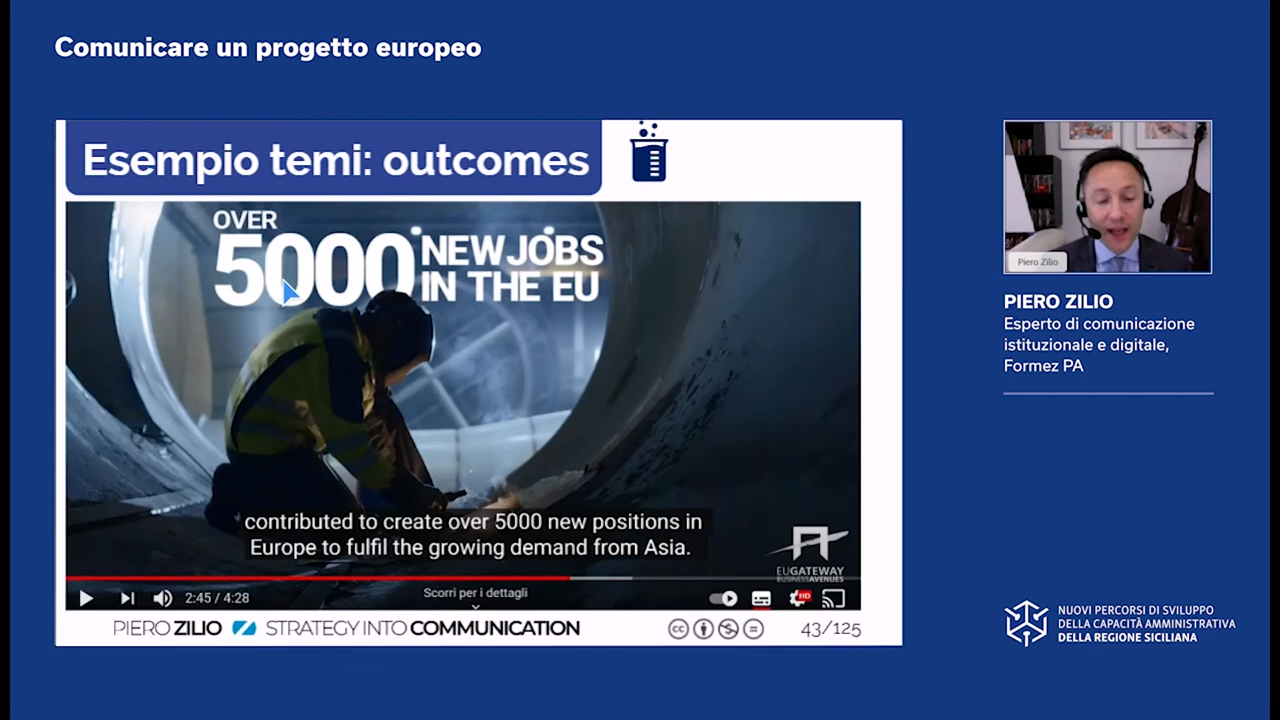 Comunicare un progetto europeo
Esempio temi: outcomes
OVER
5000 NEW JOBS
IN THE EU
contributed to create over 5000 new positions in
Europe to fulfil the growing demand from Asia.
EUGATEWAY
BUSINESSAVENUES
2:45 / 4:28
Scorri per i dettagli
HD
PIERO ZILIO STRATEGY INTO COMMUNICATION
cc
43/125
Piero Zilio
PIERO ZILIO
Esperto di comunicazione
istituzionale e digitale,
Formez PA
NUOVI PERCORSI DI SVILUPPO
DELLA CAPACITÀ AMMINISTRATIVA
DELLA REGIONE SICILIANA